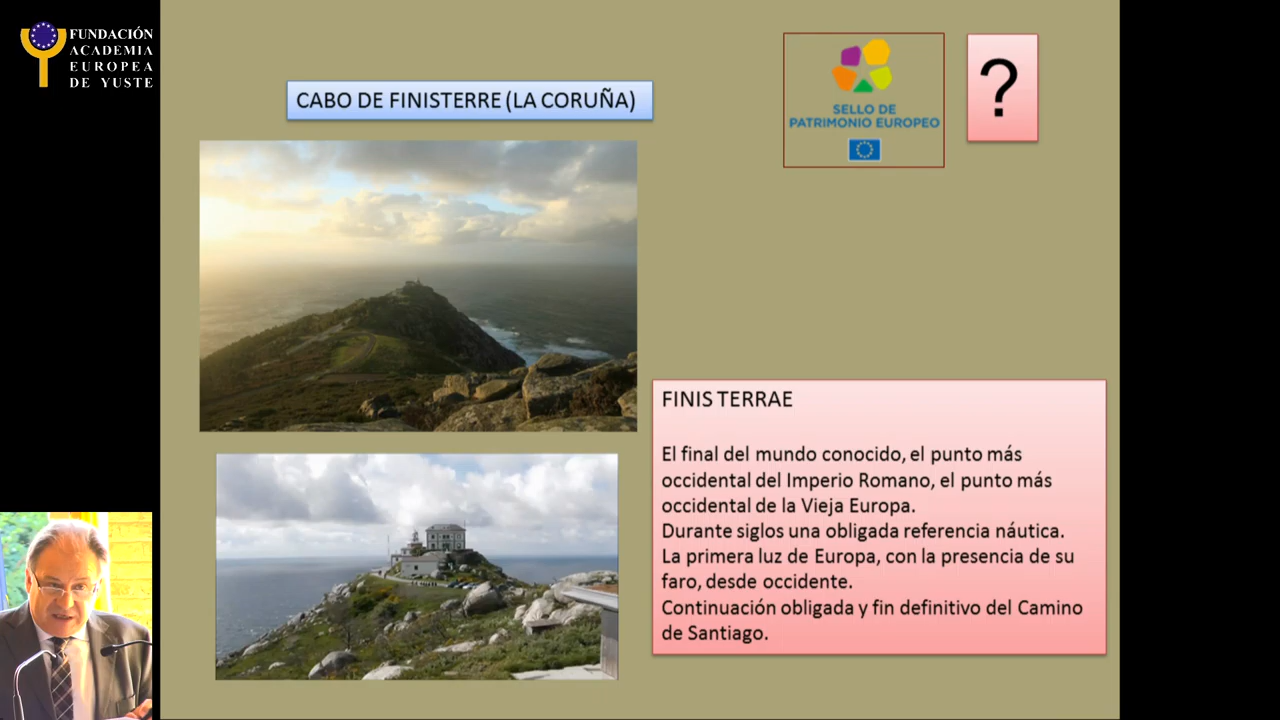 FUNDACIÓN
ACADEMIA
EUROPEA
DE YUSTE
CABO DE FINISTERRE (LA CORUÑA)
SELLO DE
PATRIMONIO EUROPEO
?
FINIS TERRAE
El final del mundo conocido, el punto más
occidental del Imperio Romano, el punto más
occidental de la Vieja Europa.
Durante siglos una obligada referencia náutica.
La primera luz de Europa, con la presencia de su
faro, desde occidente.
Continuación obligada y fin definitivo del Camino
de Santiago.